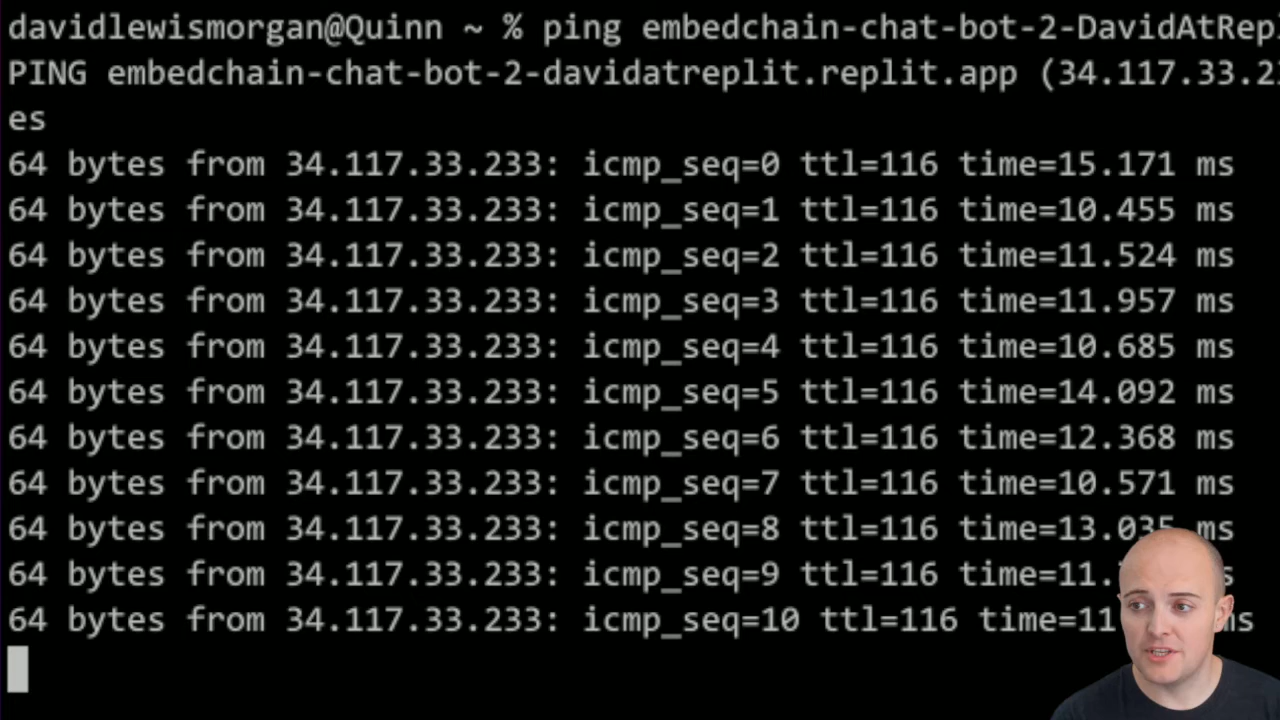 davidlewismorgan@Quinn ~ % ping embedchain-chat-bot-2-DavidAtRepl
PING embedchain-chat-bot-2-davidatreplit.replit.app (34.117.33.23
es
64 bytes from 34.117.33.233: icmp_seq=0 ttl=116 time=15.171 ms
64 bytes from 34.117.33.233: icmp_seq=1 ttl=116 time=10.455 ms
64 bytes from 34.117.33.233: icmp_seq=2 ttl=116 time=11.524 ms
64 bytes from 34.117.33.233: icmp_seq=3 ttl=116 time=11.957 ms
64 bytes from 34.117.33.233: icmp_seq=4 ttl=116 time=10.685 ms
64 bytes from 34.117.33.233: icmp_seq=5 ttl=116 time=14.092 ms
64 bytes from 34.117.33.233: icmp_seq=6 ttl=116 time=12.368 ms
64 bytes from 34.117.33.233: icmp_seq=7 ttl=116 time=10.571 ms
64 bytes from 34.117.33.233: icmp_seq=8 ttl=116 time=13.035 ms
64 bytes from 34.117.33.233: icmp_seq=9 ttl=116 time=11.
64 bytes from 34.117.33.233: icmp_seq=10 ttl=116 time=11 ms